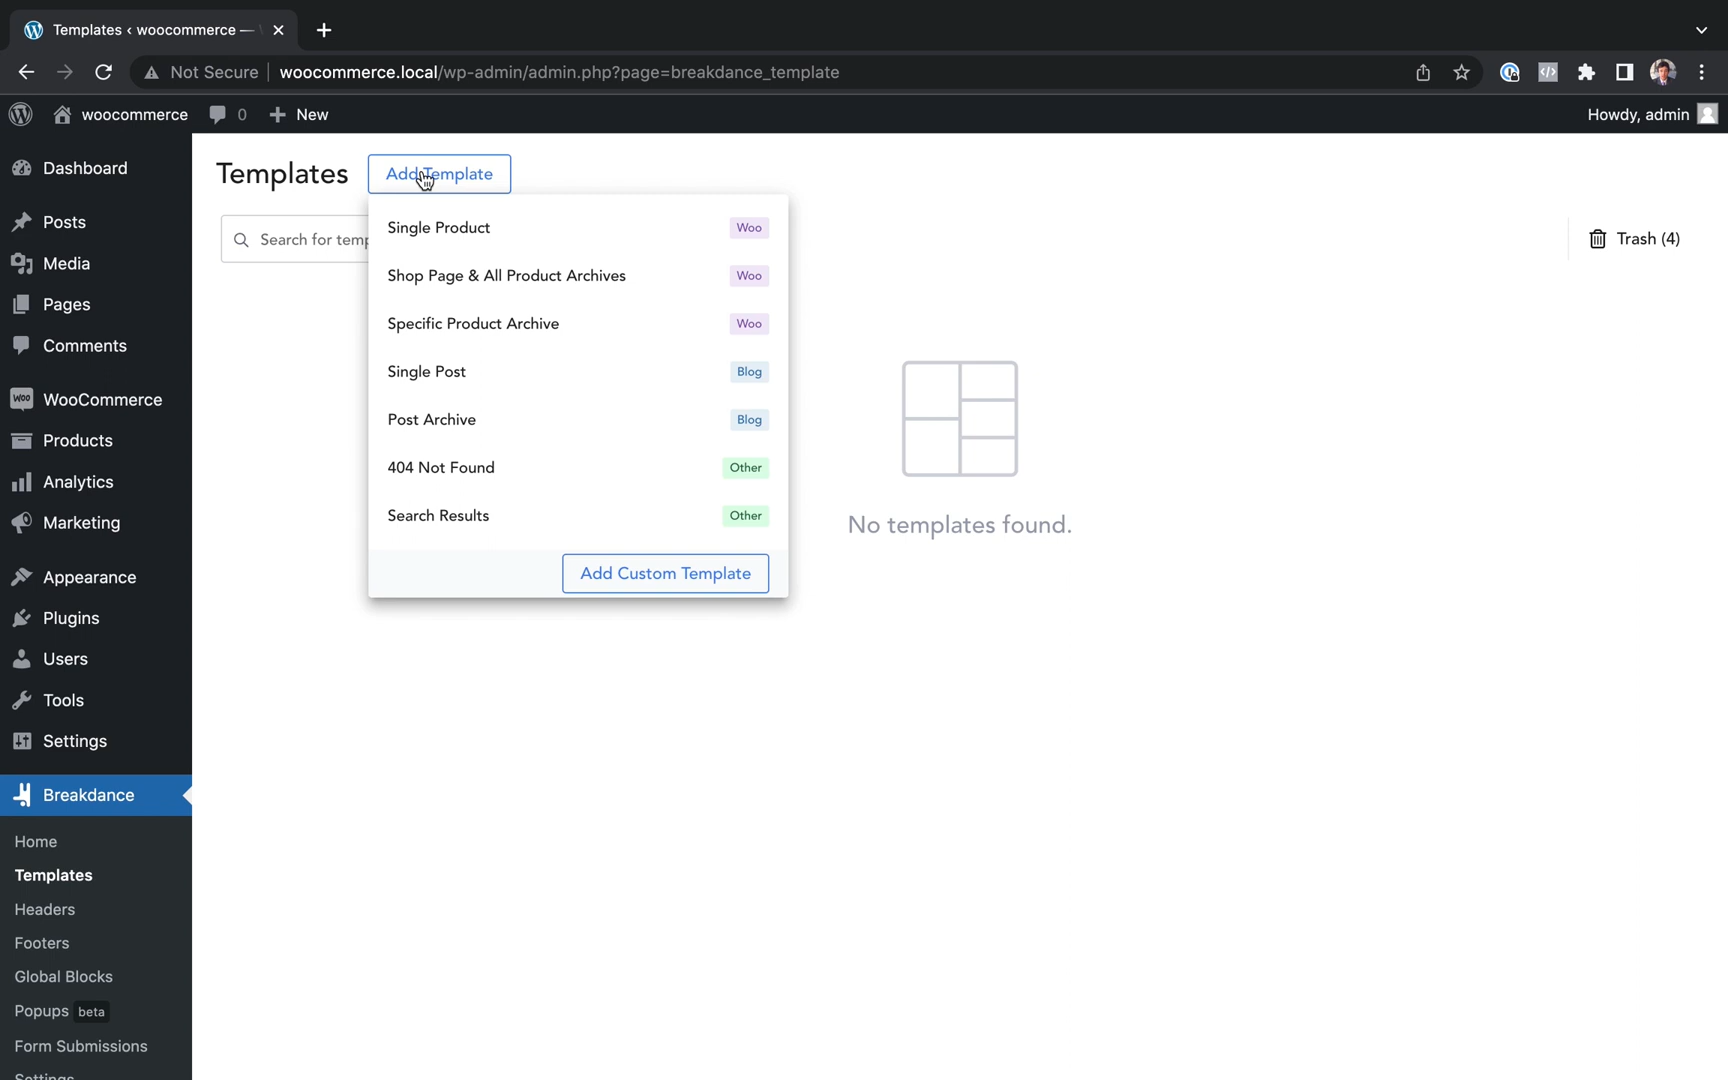 Templates ‹ woocommerce —
Not Secure
woocommerce.local/wp-admin/admin.php?page=breakdance_template
woocommerce
0
New
Howdy, admin
Dashboard
Posts
Media
Pages
Comments
WooCommerce
Products
Analytics
Marketing
Appearance
Plugins
Users
Tools
Settings
Breakdance
Home
Templates
Headers
Footers
Global Blocks
Popups beta
Form Submissions
Settings
Templates
Add Template
Search for temp
Trash (4)
Single Product Woo
Shop Page & All Product Archives Woo
Specific Product Archive Woo
Single Post Blog
Post Archive Blog
404 Not Found Other
Search Results Other
Add Custom Template
No templates found.